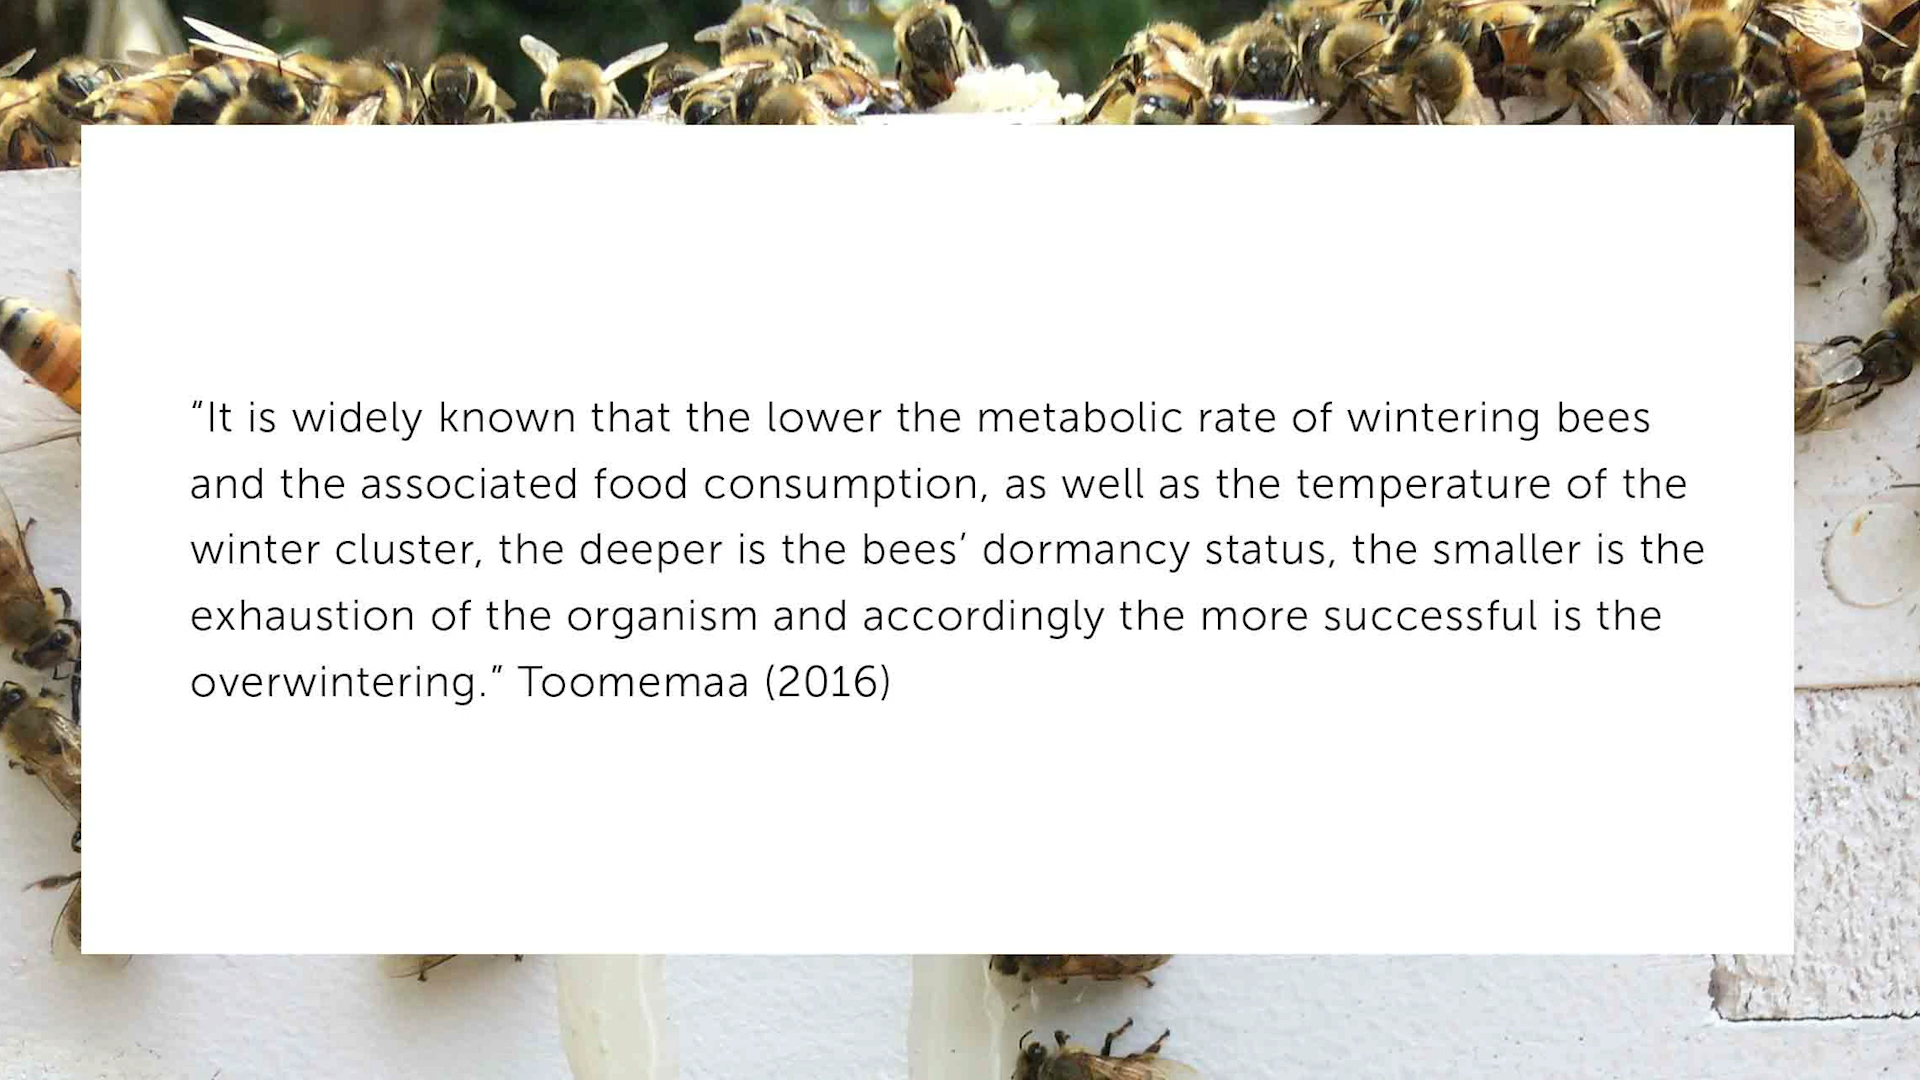 “It is widely known that the lower the metabolic rate of wintering bees
and the associated food consumption, as well as the temperature of the
winter cluster, the deeper is the bees’ dormancy status, the smaller is the
exhaustion of the organism and accordingly the more successful is the
overwintering.” Toomemaa (2016)